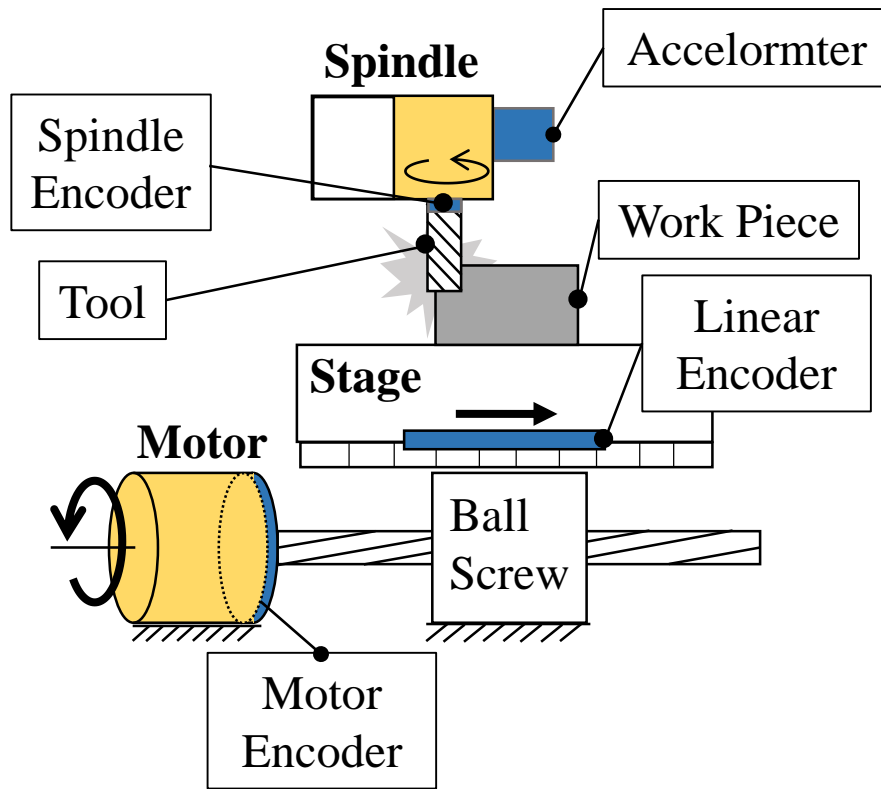 Spindle
Accelormter
Spindle
Encoder
Work Piece
Tool
Linear
Encoder
Stage
Motor
Ball
Screw
Motor
Encoder